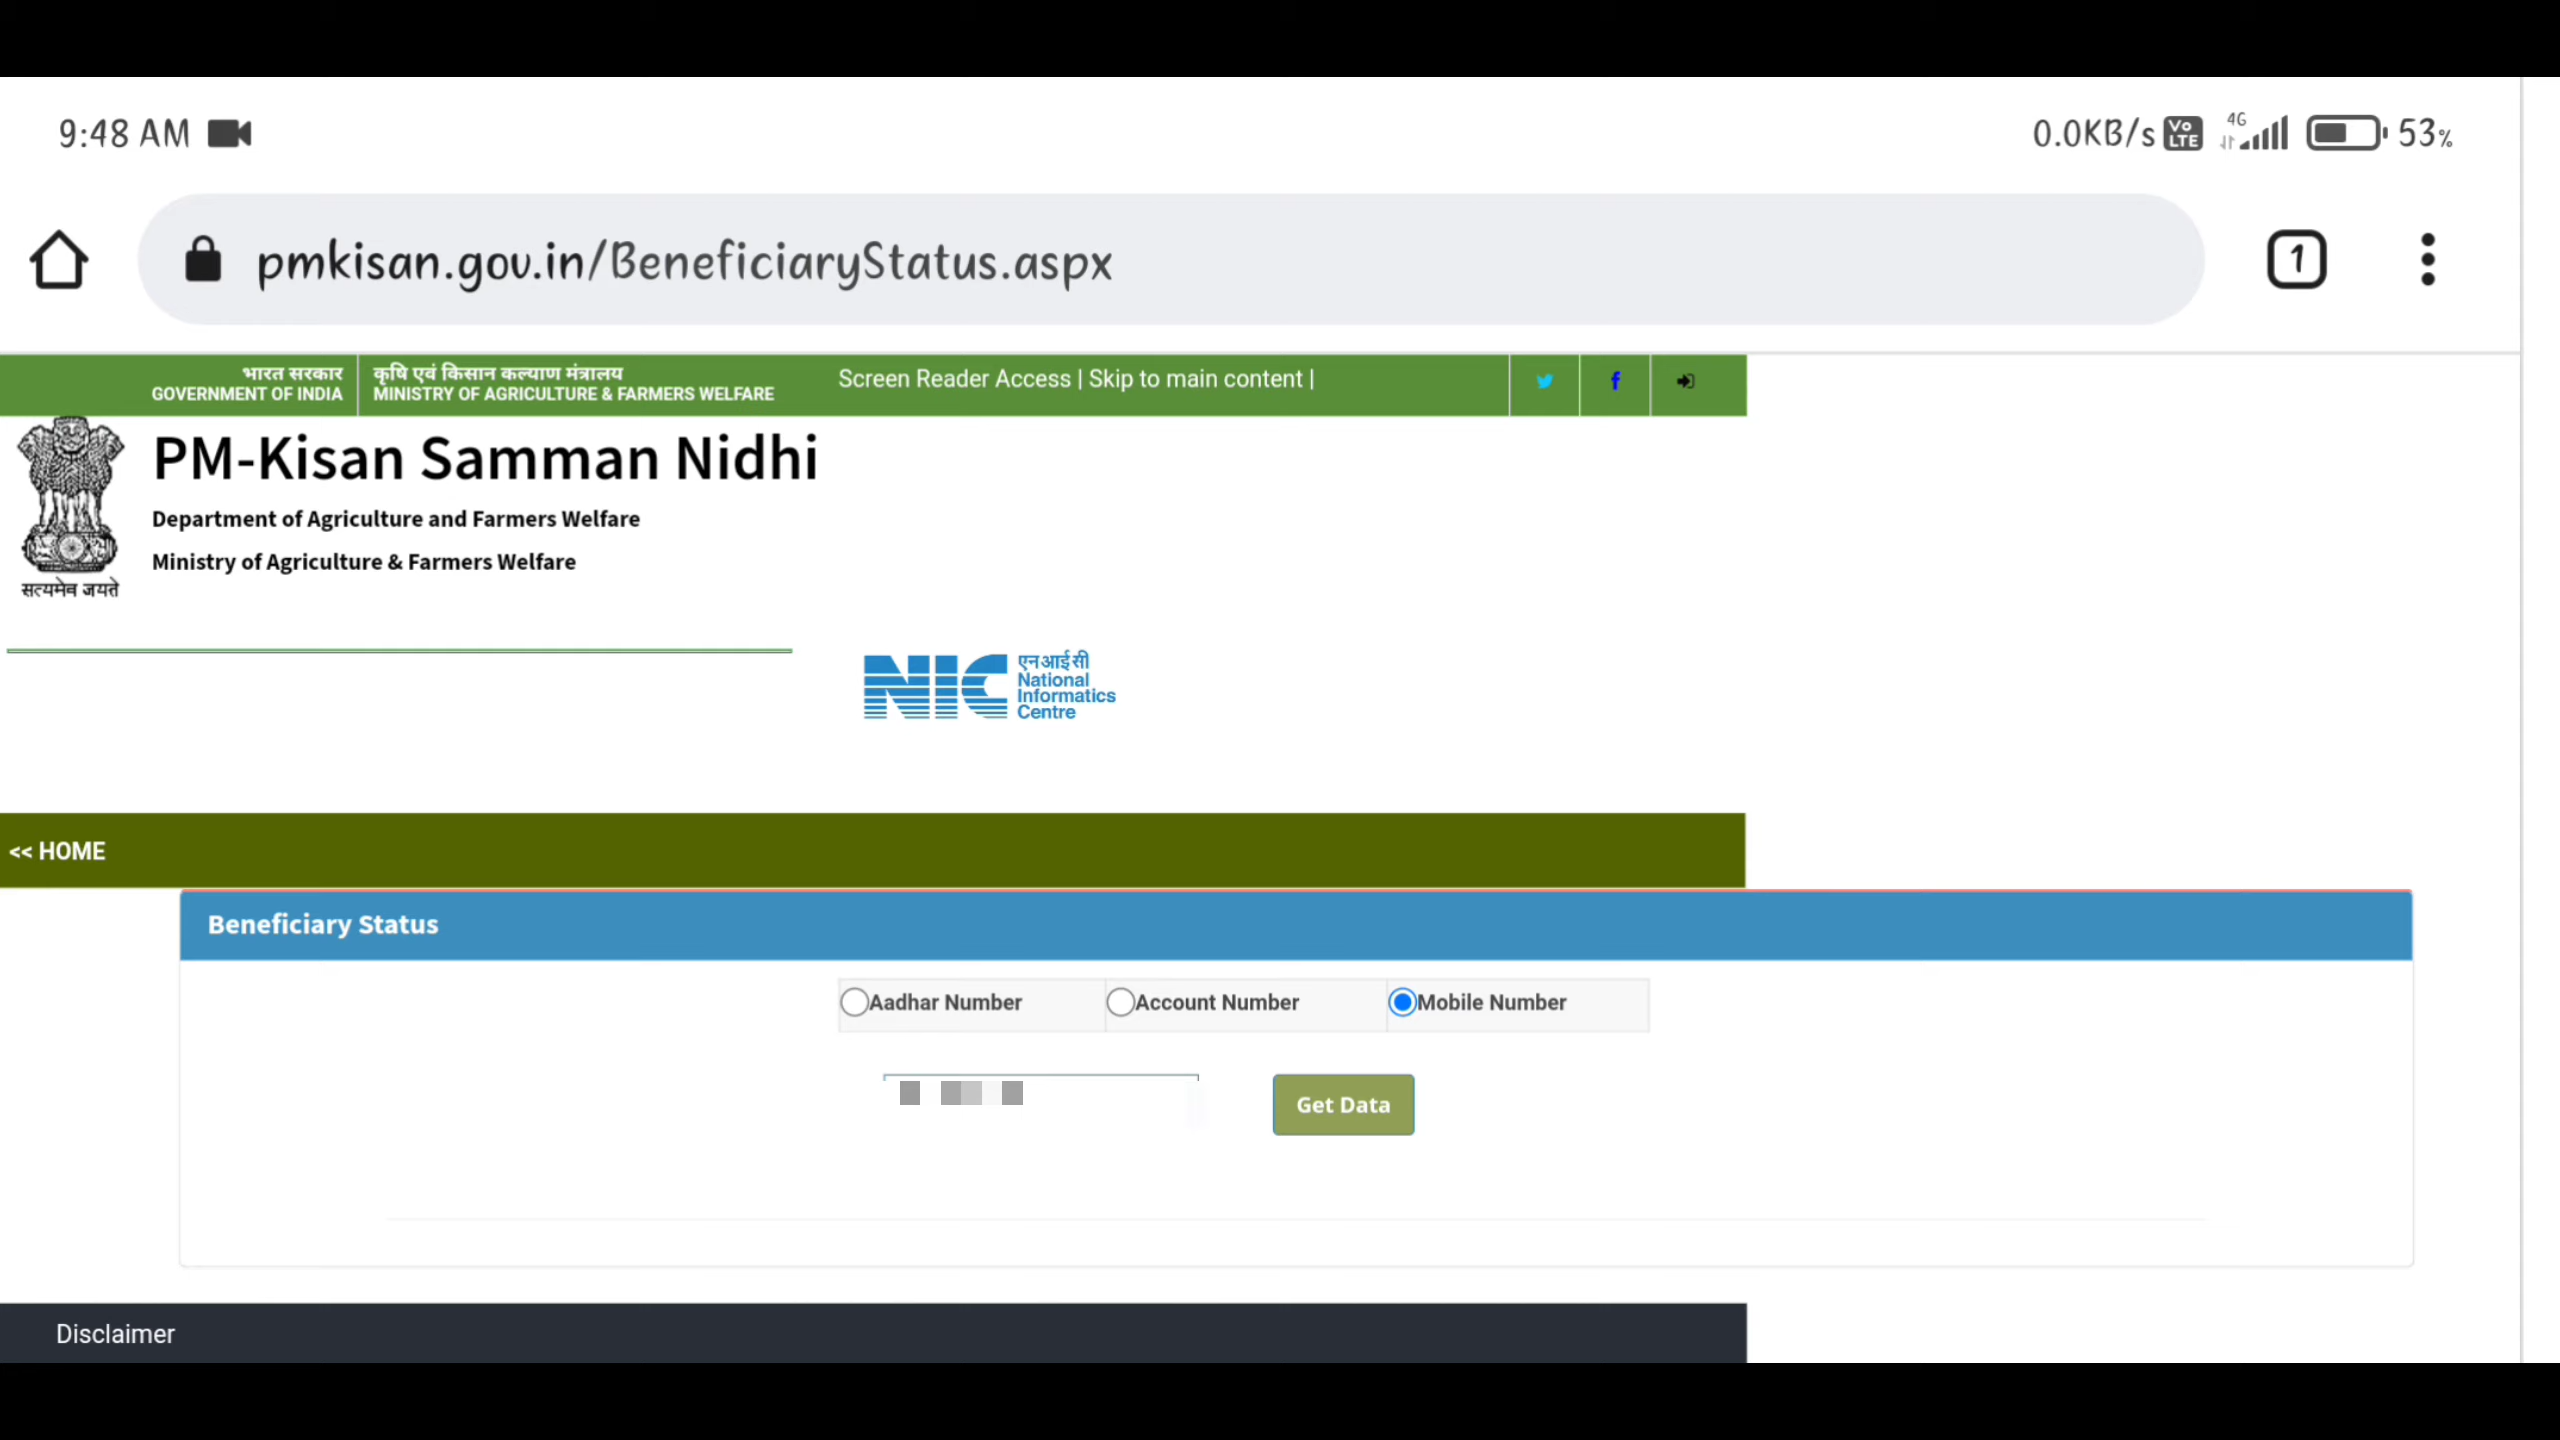 9:48 AM
0.0KB/s Vo LTE 4G 53%
pmkisan.gov.in/BeneficiaryStatus.aspx
1
भारत सरकार
GOVERNMENT OF INDIA
कृषि एवं किसान कल्याण मंत्रालय
MINISTRY OF AGRICULTURE & FARMERS WELFARE
Screen Reader Access | Skip to main content |
PM-Kisan Samman Nidhi
Department of Agriculture and Farmers Welfare
Ministry of Agriculture & Farmers Welfare
सत्यमेव जयते
NIC
एनआईसी
National
Informatics
Centre
<< HOME
Beneficiary Status
Aadhar Number
Account Number
Mobile Number
Get Data
Disclaimer